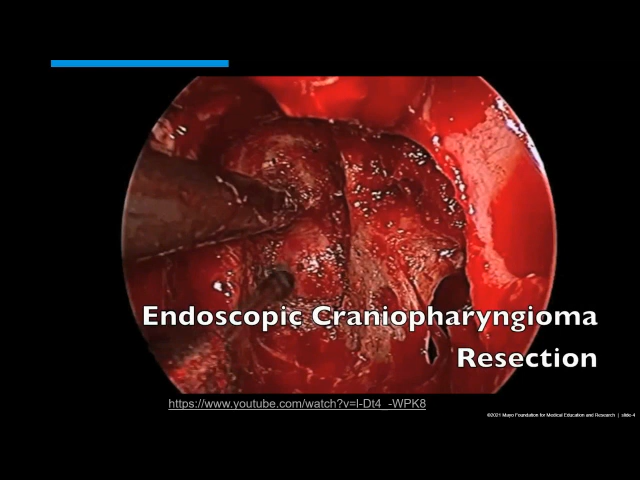 Endoscopic Craniopharyngioma
Resection
https://www.youtube.com/watch?v=l-Dt4_-WPK8
©2021 Mayo Foundation for Medical Education and Research | slide-4